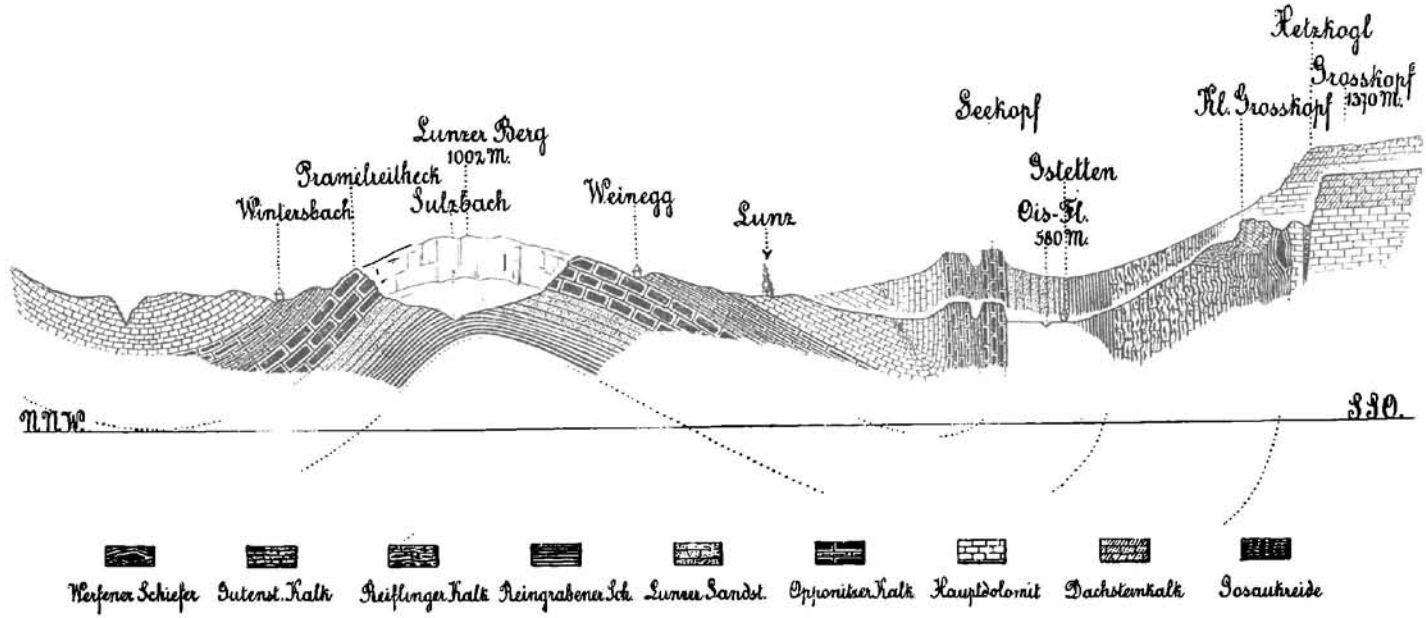 Hetzkogl
Grosskopf
1370 M.
Kl. Grosskopf
Seekopf
Lunzer Berg
1002 M.
Pramelreitheck
Sulzbach
Wintersbach
Weinegg
Lunz
Gstetten
Ois-Fl.
580 M.
N.N.W.
S.S.O.
Werfener Schiefer
Gutenst. Kalk
Reiflinger Kalk
Reingrabener Sch.
Lunzer Sandst.
Opponitzer Kalk
Hauptdolomit
Dachsteinkalk
Gosaukreide